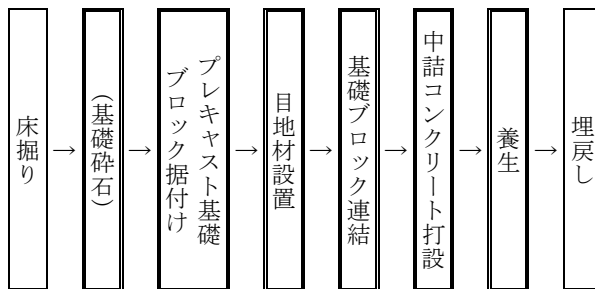 床掘り
→
（基礎砕石）
→
プレキャスト基礎
ブロック据付け
→
目地材設置
→
基礎ブロック連結
→
中詰コンクリート打設
→
養生
→
埋戻し